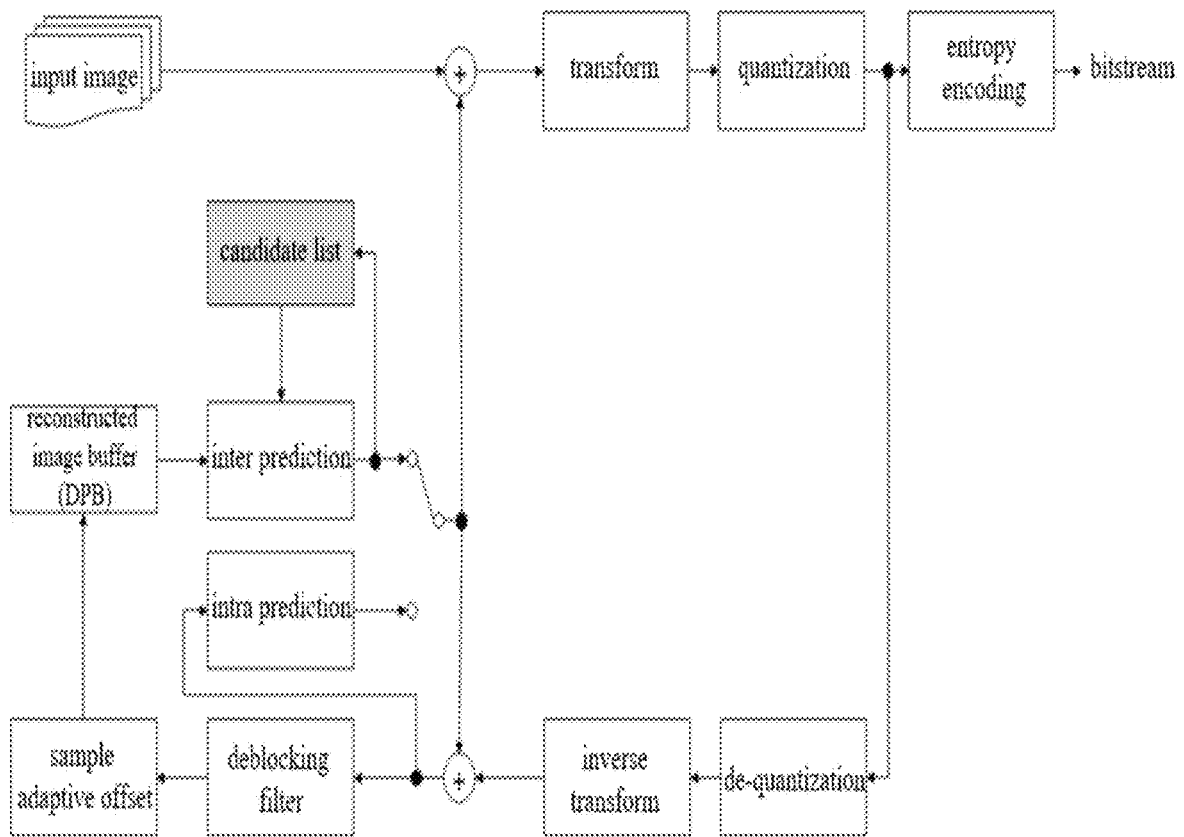 input image
+
transform
quantization
entropy
encoding
bitstream
candidate list
reconstructed
image buffer
(DPB)
inter prediction
intra prediction
sample
adaptive offset
deblocking
filter
+
inverse
transform
de-quantization